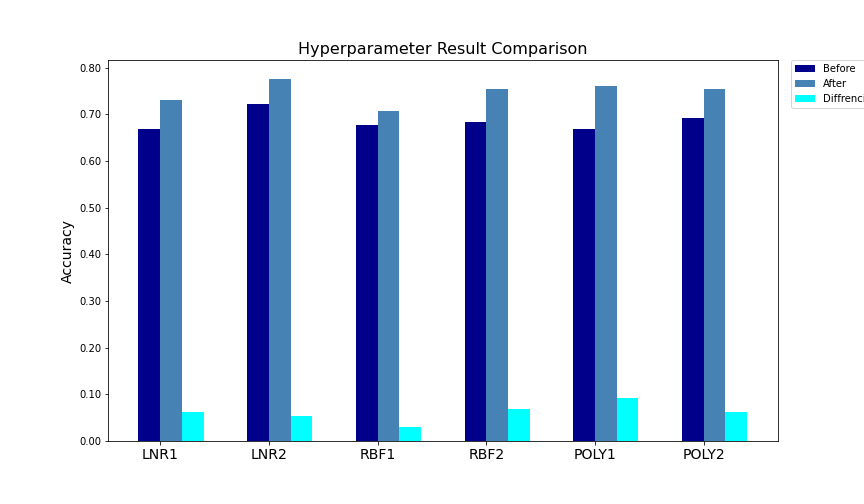 Hyperparameter Result Comparison
Before
After
Accuracy
0.80
0.70
0.60
0.50
0.40
0.30
0.20
0.10
0.00
LNR1 LNR2 RBF1 RBF2 POLY1 POLY2